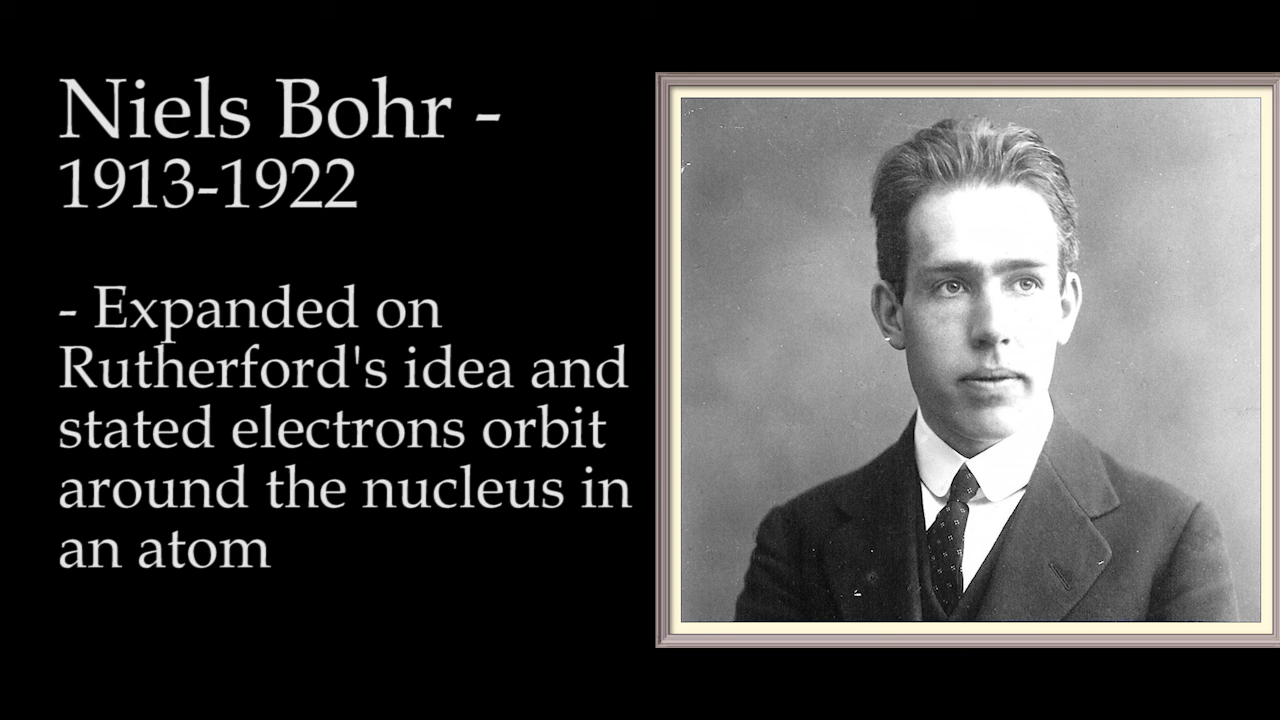 Niels Bohr -
1913-1922
- Expanded on
Rutherford's idea and
stated electrons orbit
around the nucleus in
an atom